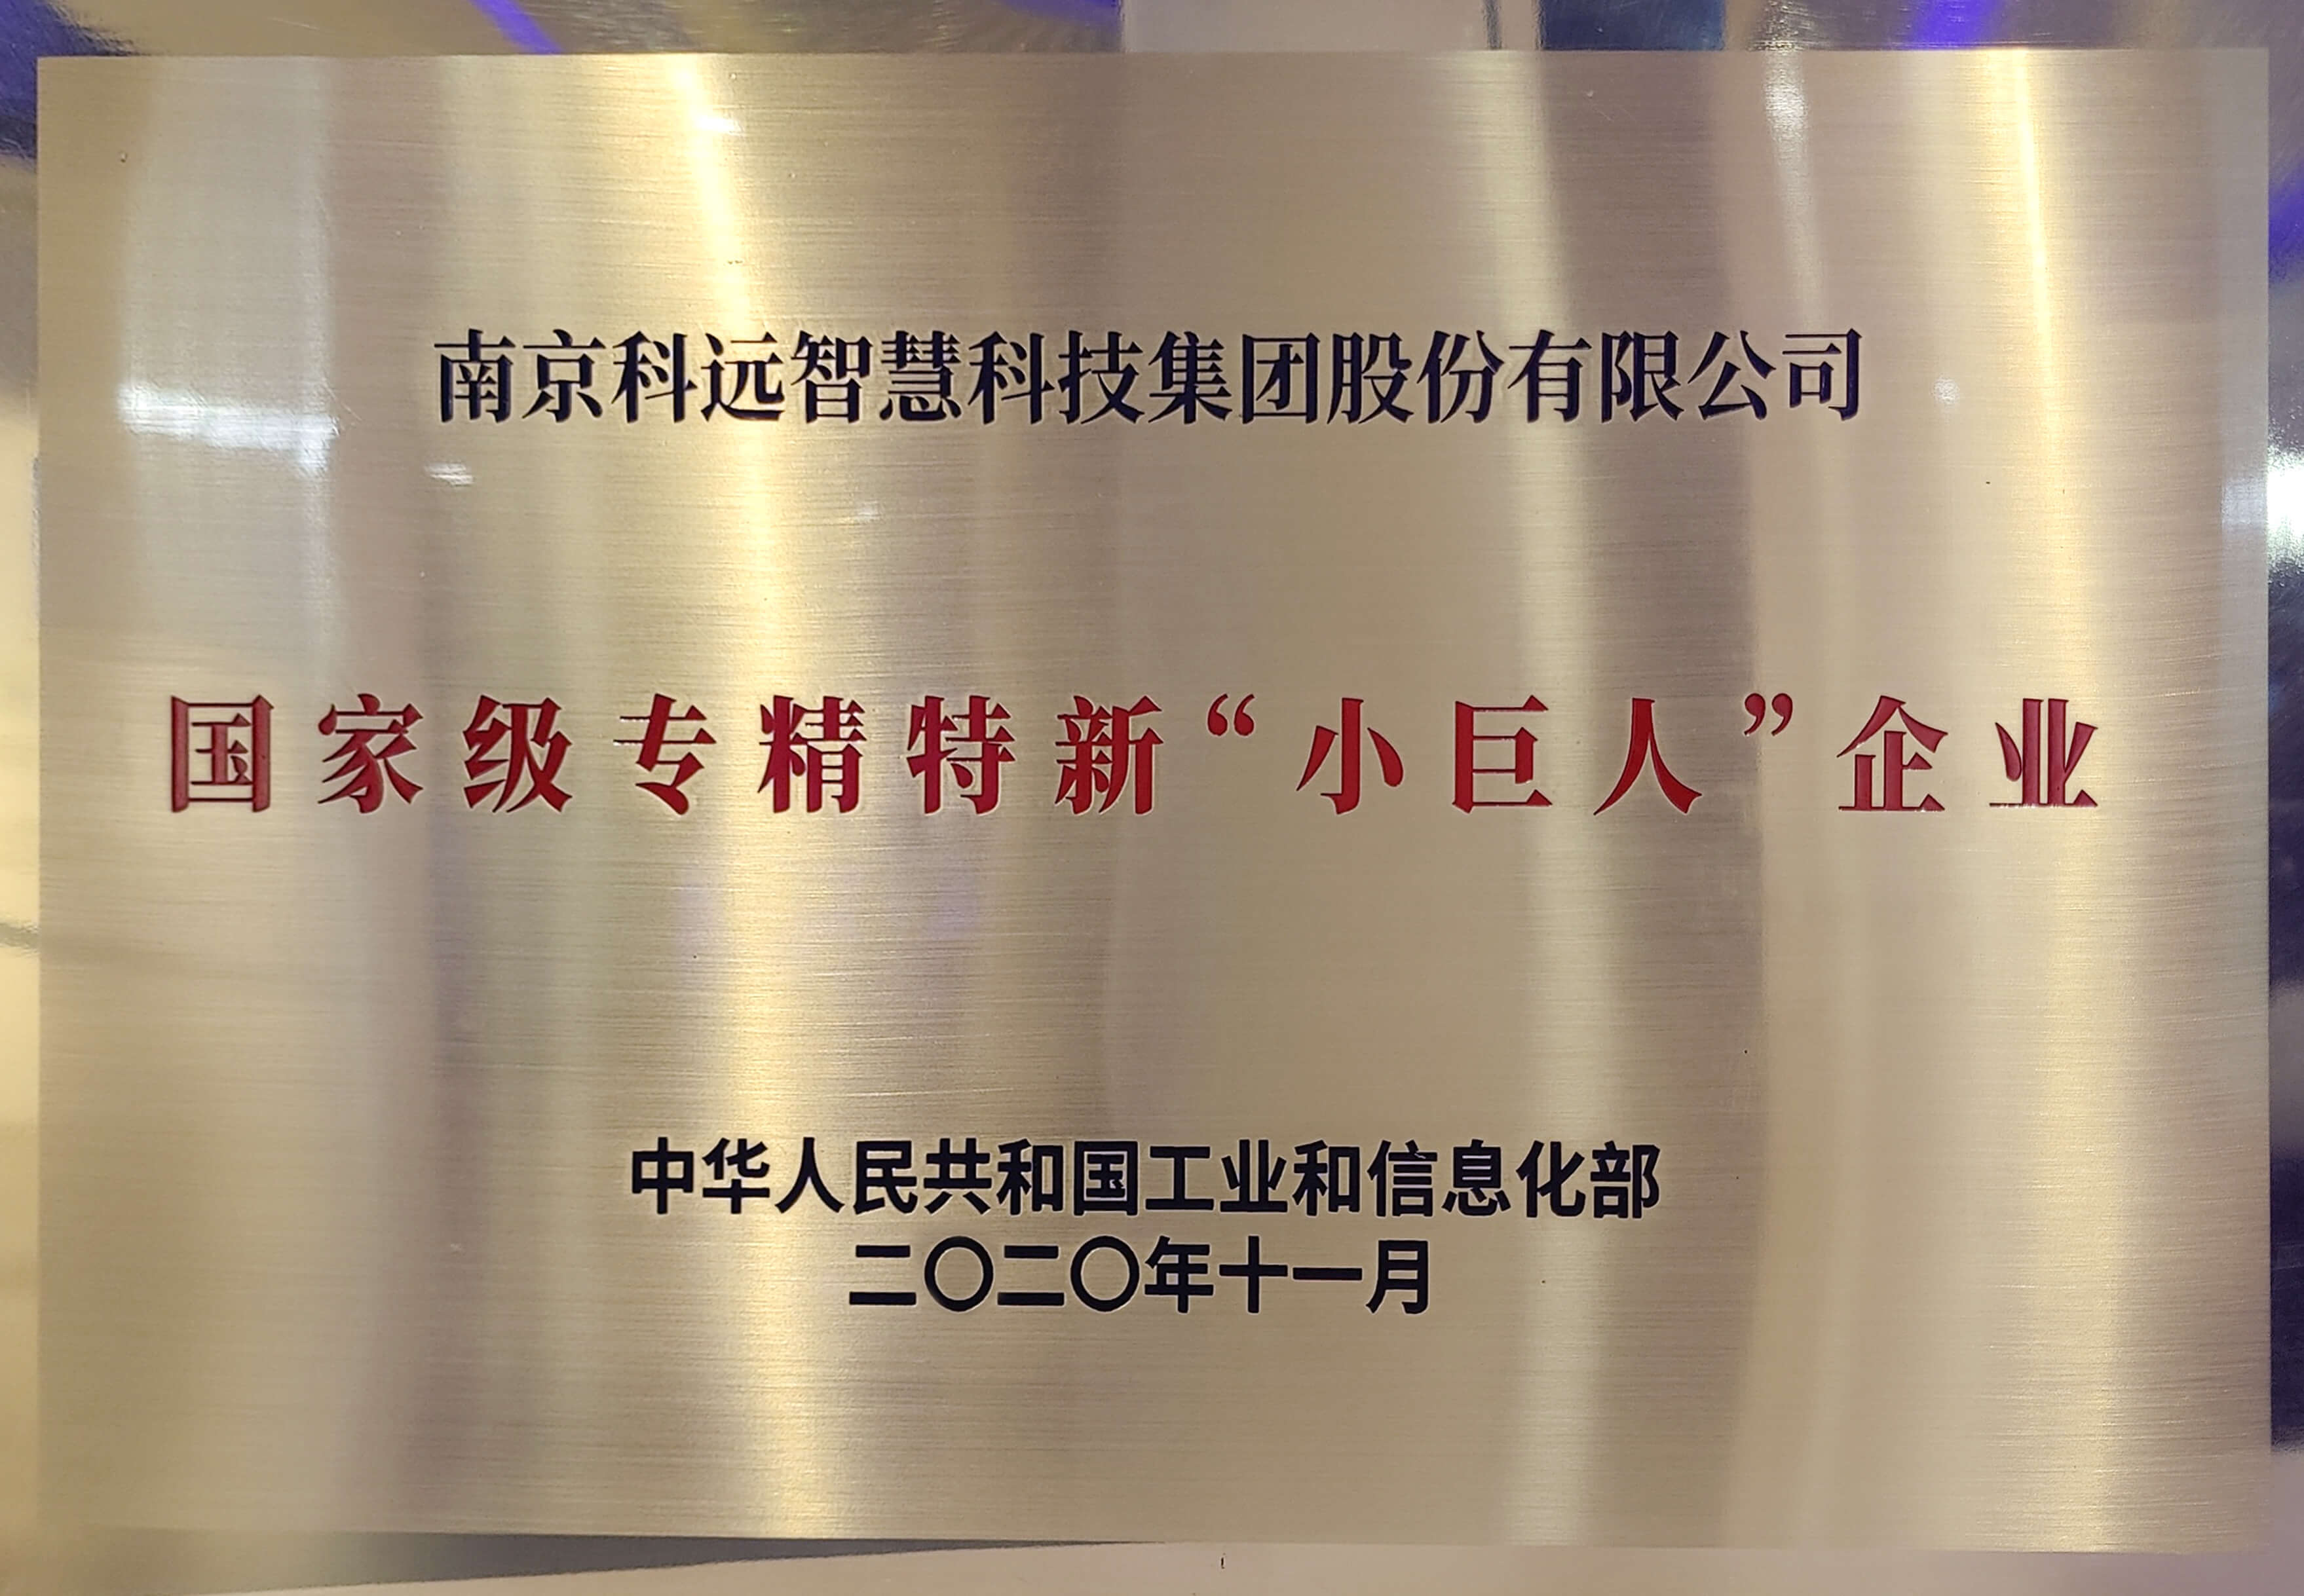 南京科远智慧科技集团股份有限公司
国家级专精特新“小巨人”企业
中华人民共和国工业和信息化部
二〇二〇年十一月